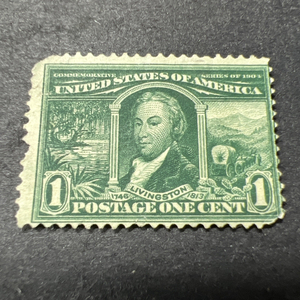 COMMEMORATIVE SERIES OF 1904
UNITED STATES OF AMERICA
1746 LIVINGSTON 1813
1 POSTAGE ONE CENT 1